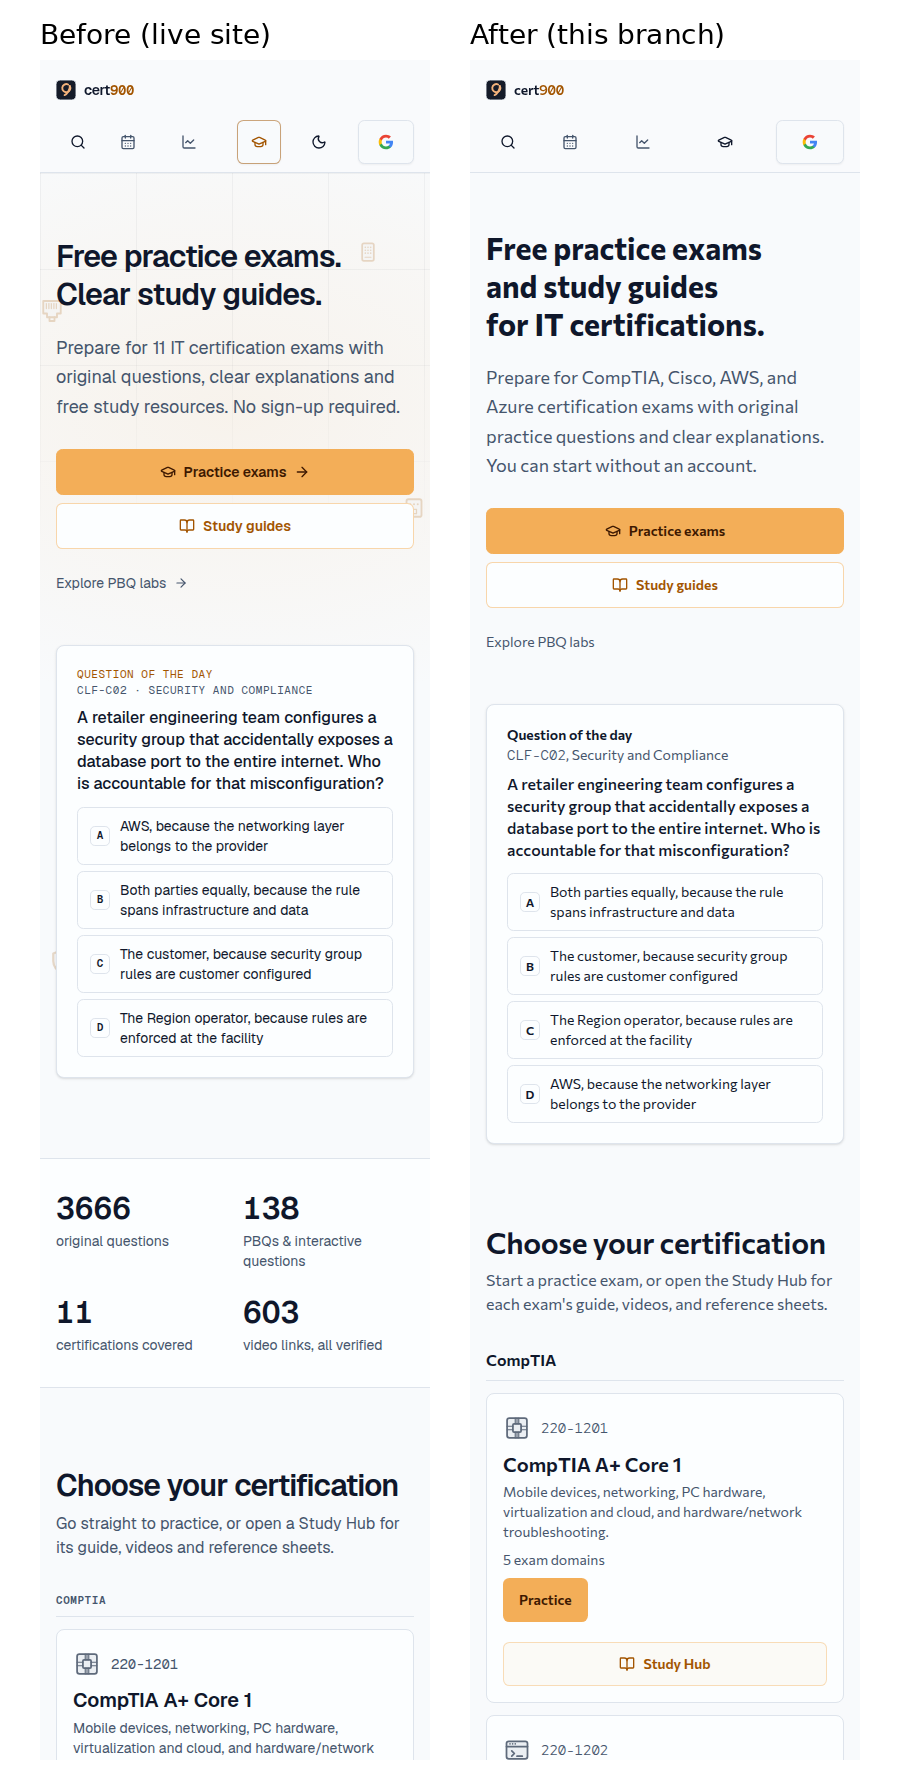 Before (live site)
cert900
Free practice exams.
Clear study guides.
Prepare for 11 IT certification exams with
original questions, clear explanations and
free study resources. No sign-up required.
Practice exams →
Study guides
Explore PBQ labs →
QUESTION OF THE DAY
CLF-C02 · SECURITY AND COMPLIANCE
A retailer engineering team configures a
security group that accidentally exposes a
database port to the entire internet. Who
is accountable for that misconfiguration?
A AWS, because the networking layer
belongs to the provider
B Both parties equally, because the rule
spans infrastructure and data
C The customer, because security group
rules are customer configured
D The Region operator, because rules are
enforced at the facility
3666
original questions
138
PBQs & interactive
questions
11
certifications covered
603
video links, all verified
Choose your certification
Go straight to practice, or open a Study Hub for
its guide, videos and reference sheets.
COMPTIA
220-1201
CompTIA A+ Core 1
Mobile devices, networking, PC hardware,
virtualization and cloud, and hardware/network
After (this branch)
cert900
Free practice exams
and study guides
for IT certifications.
Prepare for CompTIA, Cisco, AWS, and
Azure certification exams with original
practice questions and clear explanations.
You can start without an account.
Practice exams
Study guides
Explore PBQ labs
Question of the day
CLF-C02, Security and Compliance
A retailer engineering team configures a
security group that accidentally exposes a
database port to the entire internet. Who is
accountable for that misconfiguration?
A Both parties equally, because the rule
spans infrastructure and data
B The customer, because security group
rules are customer configured
C The Region operator, because rules are
enforced at the facility
D AWS, because the networking layer
belongs to the provider
Choose your certification
Start a practice exam, or open the Study Hub for
each exam's guide, videos, and reference sheets.
CompTIA
220-1201
CompTIA A+ Core 1
Mobile devices, networking, PC hardware,
virtualization and cloud, and hardware/network
troubleshooting.
5 exam domains
Practice
Study Hub
220-1202